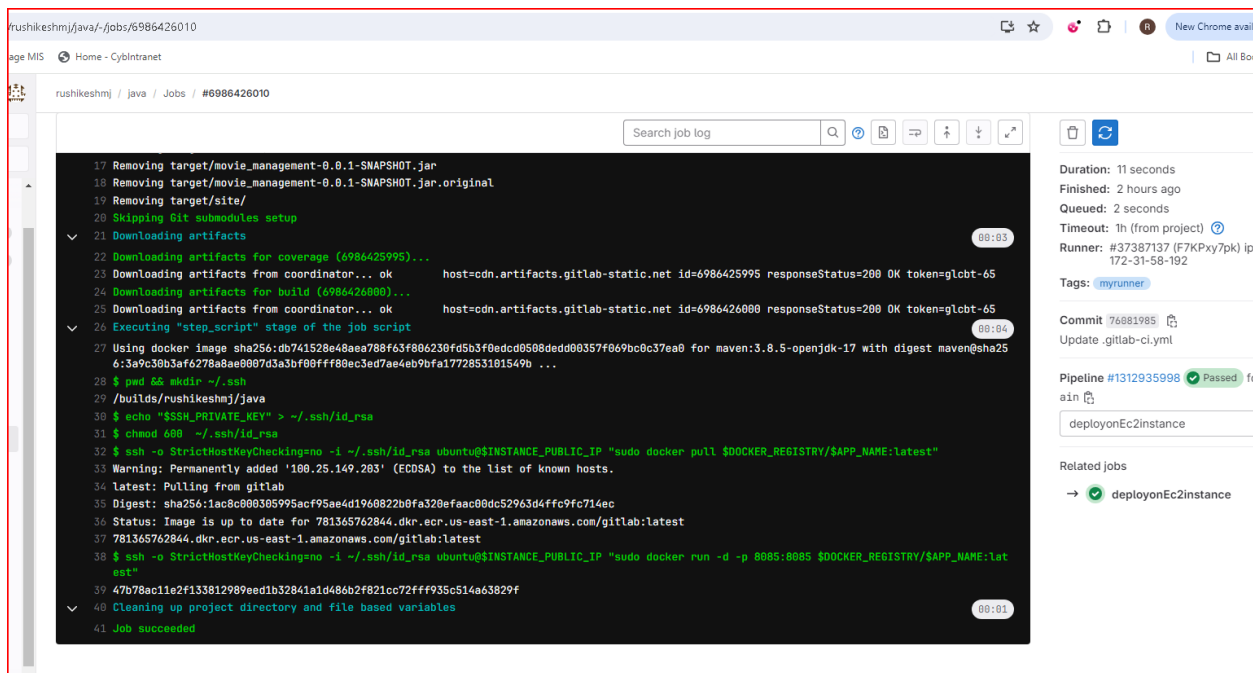 /rushikeshmj/java/-/jobs/6986426010
R
New Chrome avail
age MIS
Home - CybIntranet
All Boo
rushikeshmj / java / Jobs / #6986426010
Search job log
17 Removing target/movie_management-0.0.1-SNAPSHOT.jar
18 Removing target/movie_management-0.0.1-SNAPSHOT.jar.original
19 Removing target/site/
20 Skipping Git submodules setup
21 Downloading artifacts 00:03
22 Downloading artifacts for coverage (6986425995)...
23 Downloading artifacts from coordinator... ok host=cdn.artifacts.gitlab-static.net id=6986425995 responseStatus=200 OK token=glcbt-65
24 Downloading artifacts for build (6986426000)...
25 Downloading artifacts from coordinator... ok host=cdn.artifacts.gitlab-static.net id=6986426000 responseStatus=200 OK token=glcbt-65
26 Executing "step_script" stage of the job script 00:04
27 Using docker image sha256:db741528e48aea788f63f806230fd5b3f0edcd0508dedd00357f069bc0c37ea0 for maven:3.8.5-openjdk-17 with digest maven@sha25
6:3a9c30b3af6278a8ae0007d3a3bf00fff80ec3ed7ae4eb9bfa1772853101549b ...
28 $ pwd && mkdir ~/.ssh
29 /builds/rushikeshmj/java
30 $ echo "$SSH_PRIVATE_KEY" > ~/.ssh/id_rsa
31 $ chmod 600 ~/.ssh/id_rsa
32 $ ssh -o StrictHostKeyChecking=no -i ~/.ssh/id_rsa ubuntu@$INSTANCE_PUBLIC_IP "sudo docker pull $DOCKER_REGISTRY/$APP_NAME:latest"
33 Warning: Permanently added '100.25.149.203' (ECDSA) to the list of known hosts.
34 latest: Pulling from gitlab
35 Digest: sha256:1ac8c000305995acf95ae4d1960822b0fa320efaac00dc52963d4ffc9fc714ec
36 Status: Image is up to date for 781365762844.dkr.ecr.us-east-1.amazonaws.com/gitlab:latest
37 781365762844.dkr.ecr.us-east-1.amazonaws.com/gitlab:latest
38 $ ssh -o StrictHostKeyChecking=no -i ~/.ssh/id_rsa ubuntu@$INSTANCE_PUBLIC_IP "sudo docker run -d -p 8085:8085 $DOCKER_REGISTRY/$APP_NAME:lat
est"
39 47b78ac11e2f133812989eed1b32841a1d486b2f821cc72fff935c514a63829f
40 Cleaning up project directory and file based variables 00:01
41 Job succeeded
Duration: 11 seconds
Finished: 2 hours ago
Queued: 2 seconds
Timeout: 1h (from project)
Runner: #37387137 (F7KPxy7pk) ip
172-31-58-192
Tags: myrunner
Commit 76081985
Update .gitlab-ci.yml
Pipeline #1312935998 Passed fo
ain
deployonEc2instance
Related jobs
→ deployonEc2instance